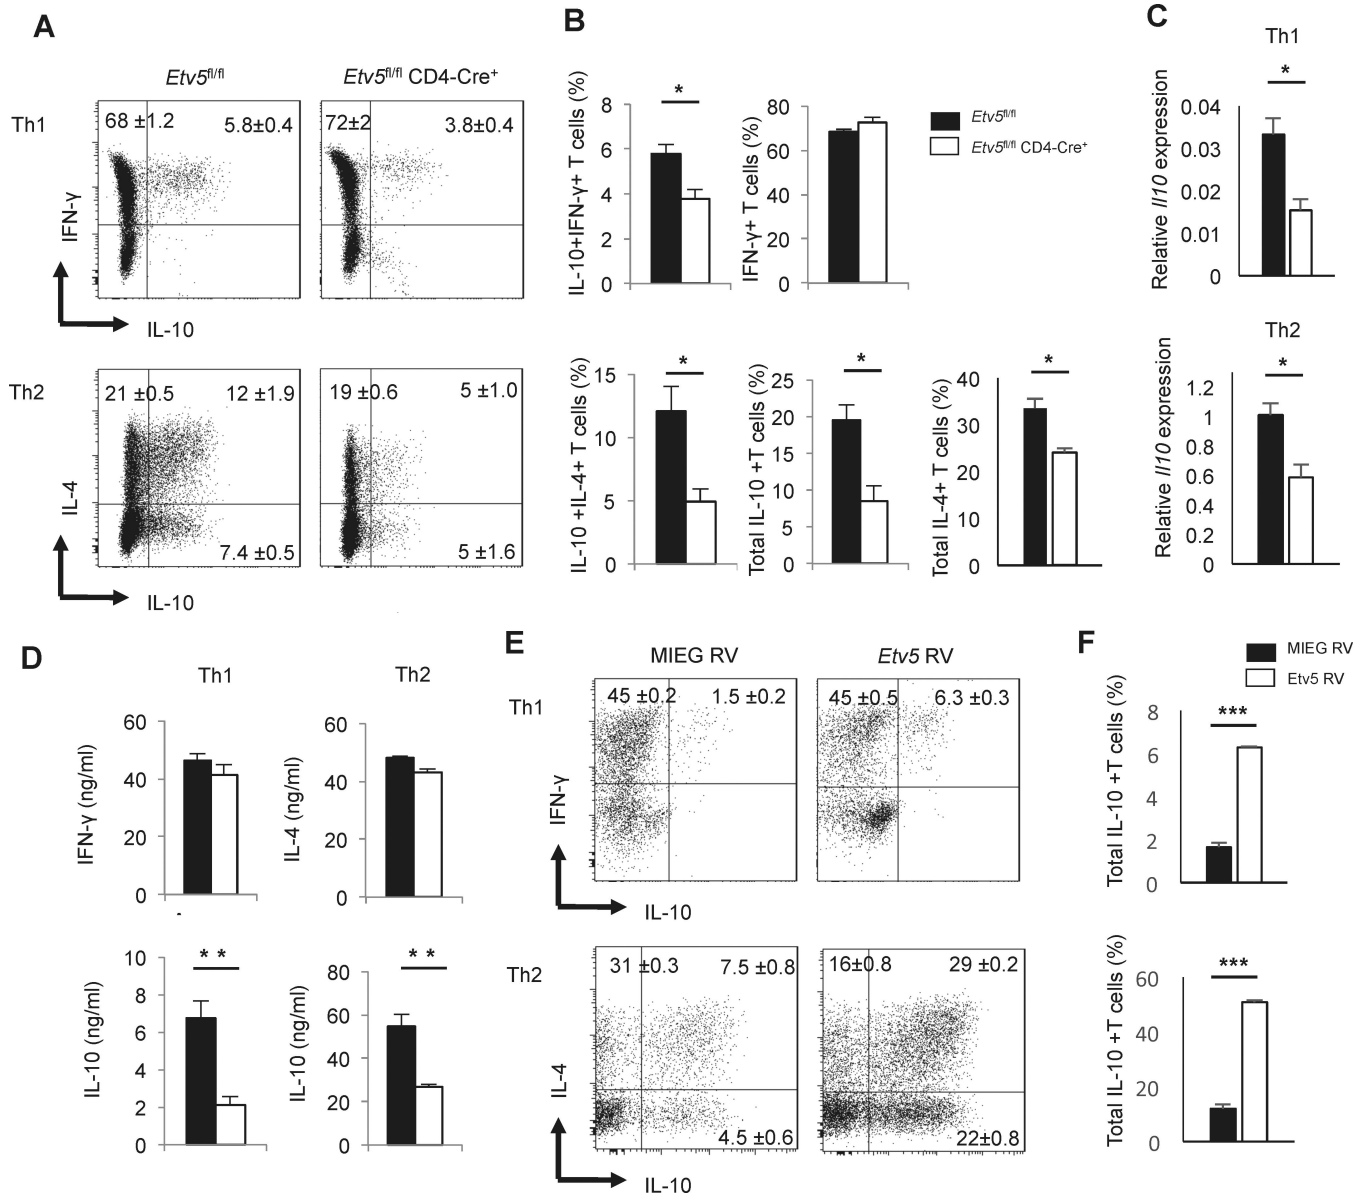 A
Etv5fl/fl
Etv5fl/fl CD4-Cre+
Th1
68 ±1.2
5.8±0.4
72±2
3.8±0.4
IFN-γ
IL-10
Th2
21 ±0.5
12 ±1.9
19 ±0.6
5 ±1.0
7.4 ±0.5
5 ±1.6
IL-4
IL-10
B
IL-10+IFN-γ+ T cells (%)
8
6
4
2
0
*
IFN-γ+ T cells (%)
80
60
40
20
0
Etv5fl/fl
Etv5fl/fl CD4-Cre+
IL-10 +IL-4+ T cells (%)
15
10
5
0
*
Total IL-10 +T cells (%)
25
20
15
10
5
0
*
Total IL-4+ T cells (%)
40
30
20
10
0
*
C
Th1
*
Relative Il10 expression
0.04
0.03
0.02
0.01
0
Th2
*
Relative Il10 expression
1.2
1
0.8
0.6
0.4
0.2
0
D
Th1
IFN-γ (ng/ml)
60
40
20
0
Th2
IL-4 (ng/ml)
60
40
20
0
IL-10 (ng/ml)
10
8
6
4
2
0
* *
IL-10 (ng/ml)
80
60
40
20
0
* *
E
MIEG RV
Etv5 RV
Th1
45 ±0.2
1.5 ±0.2
45 ±0.5
6.3 ±0.3
IFN-γ
IL-10
Th2
31 ±0.3
7.5 ±0.8
16±0.8
29 ±0.2
4.5 ±0.6
22±0.8
IL-4
IL-10
F
MIEG RV
Etv5 RV
Total IL-10 +T cells (%)
8
6
4
2
0
***
Total IL-10 +T cells (%)
60
40
20
0
***